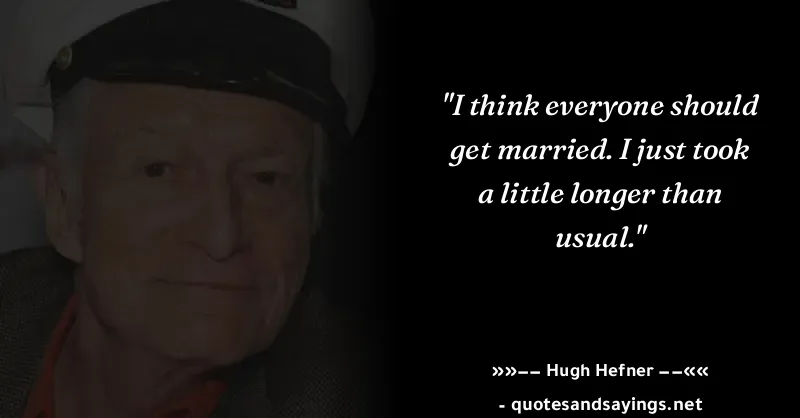 "I think everyone should
get married. I just took
a little longer than
usual."
»»–– Hugh Hefner ––««
- quotesandsayings.net